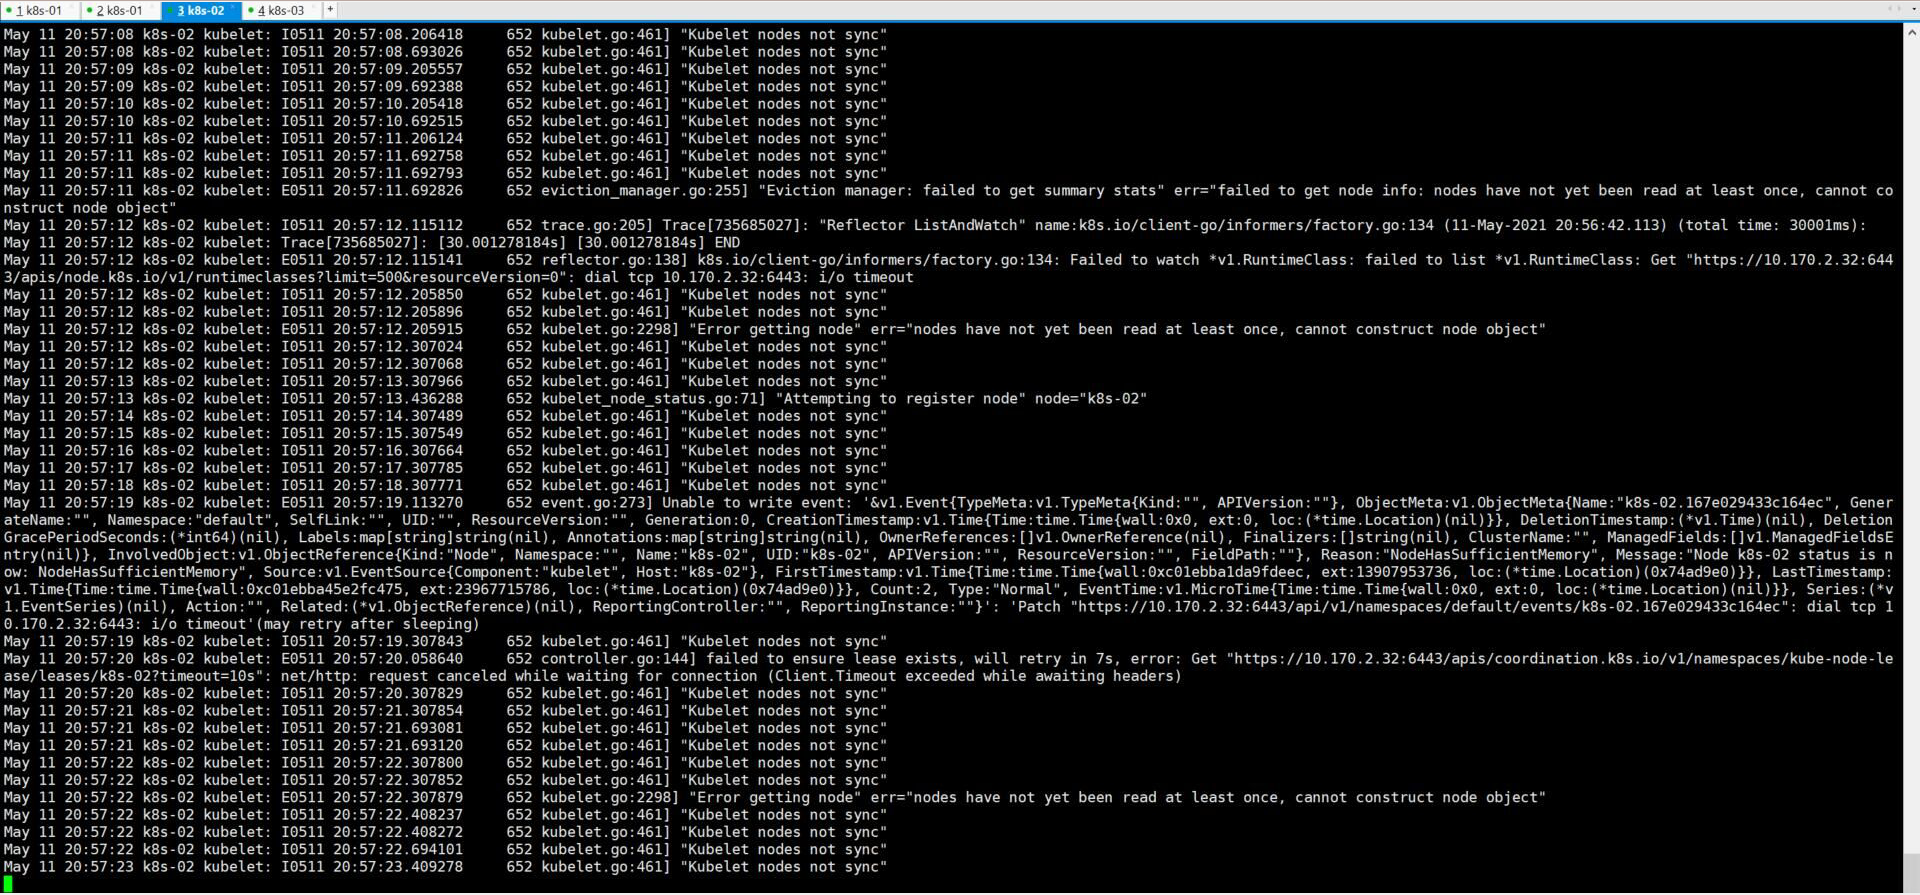 1 k8s-01
2 k8s-01
3 k8s-02
4 k8s-03
+
May 11 20:57:08 k8s-02 kubelet: I0511 20:57:08.206418     652 kubelet.go:461] "Kubelet nodes not sync"
May 11 20:57:08 k8s-02 kubelet: I0511 20:57:08.693026     652 kubelet.go:461] "Kubelet nodes not sync"
May 11 20:57:09 k8s-02 kubelet: I0511 20:57:09.205557     652 kubelet.go:461] "Kubelet nodes not sync"
May 11 20:57:09 k8s-02 kubelet: I0511 20:57:09.692388     652 kubelet.go:461] "Kubelet nodes not sync"
May 11 20:57:10 k8s-02 kubelet: I0511 20:57:10.205418     652 kubelet.go:461] "Kubelet nodes not sync"
May 11 20:57:10 k8s-02 kubelet: I0511 20:57:10.692515     652 kubelet.go:461] "Kubelet nodes not sync"
May 11 20:57:11 k8s-02 kubelet: I0511 20:57:11.206124     652 kubelet.go:461] "Kubelet nodes not sync"
May 11 20:57:11 k8s-02 kubelet: I0511 20:57:11.692758     652 kubelet.go:461] "Kubelet nodes not sync"
May 11 20:57:11 k8s-02 kubelet: I0511 20:57:11.692793     652 kubelet.go:461] "Kubelet nodes not sync"
May 11 20:57:11 k8s-02 kubelet: E0511 20:57:11.692826     652 eviction_manager.go:255] "Eviction manager: failed to get summary stats" err="failed to get node info: nodes have not yet been read at least once, cannot co
nstruct node object"
May 11 20:57:12 k8s-02 kubelet: I0511 20:57:12.115112     652 trace.go:205] Trace[735685027]: "Reflector ListAndWatch" name:k8s.io/client-go/informers/factory.go:134 (11-May-2021 20:56:42.113) (total time: 30001ms):
May 11 20:57:12 k8s-02 kubelet: Trace[735685027]: [30.001278184s] [30.001278184s] END
May 11 20:57:12 k8s-02 kubelet: E0511 20:57:12.115141     652 reflector.go:138] k8s.io/client-go/informers/factory.go:134: Failed to watch *v1.RuntimeClass: failed to list *v1.RuntimeClass: Get "https://10.170.2.32:644
3/apis/node.k8s.io/v1/runtimeclasses?limit=500&resourceVersion=0": dial tcp 10.170.2.32:6443: i/o timeout
May 11 20:57:12 k8s-02 kubelet: I0511 20:57:12.205850     652 kubelet.go:461] "Kubelet nodes not sync"
May 11 20:57:12 k8s-02 kubelet: I0511 20:57:12.205896     652 kubelet.go:461] "Kubelet nodes not sync"
May 11 20:57:12 k8s-02 kubelet: E0511 20:57:12.205915     652 kubelet.go:2298] "Error getting node" err="nodes have not yet been read at least once, cannot construct node object"
May 11 20:57:12 k8s-02 kubelet: I0511 20:57:12.307024     652 kubelet.go:461] "Kubelet nodes not sync"
May 11 20:57:12 k8s-02 kubelet: I0511 20:57:12.307068     652 kubelet.go:461] "Kubelet nodes not sync"
May 11 20:57:13 k8s-02 kubelet: I0511 20:57:13.307966     652 kubelet.go:461] "Kubelet nodes not sync"
May 11 20:57:13 k8s-02 kubelet: I0511 20:57:13.436288     652 kubelet_node_status.go:71] "Attempting to register node" node="k8s-02"
May 11 20:57:14 k8s-02 kubelet: I0511 20:57:14.307489     652 kubelet.go:461] "Kubelet nodes not sync"
May 11 20:57:15 k8s-02 kubelet: I0511 20:57:15.307549     652 kubelet.go:461] "Kubelet nodes not sync"
May 11 20:57:16 k8s-02 kubelet: I0511 20:57:16.307664     652 kubelet.go:461] "Kubelet nodes not sync"
May 11 20:57:17 k8s-02 kubelet: I0511 20:57:17.307785     652 kubelet.go:461] "Kubelet nodes not sync"
May 11 20:57:18 k8s-02 kubelet: I0511 20:57:18.307771     652 kubelet.go:461] "Kubelet nodes not sync"
May 11 20:57:19 k8s-02 kubelet: E0511 20:57:19.113270     652 event.go:273] Unable to write event: '&v1.Event{TypeMeta:v1.TypeMeta{Kind:"", APIVersion:""}, ObjectMeta:v1.ObjectMeta{Name:"k8s-02.167e029433c164ec", Gener
ateName:"", Namespace:"default", SelfLink:"", UID:"", ResourceVersion:"", Generation:0, CreationTimestamp:v1.Time{Time:time.Time{wall:0x0, ext:0, loc:(*time.Location)(nil)}}, DeletionTimestamp:(*v1.Time)(nil), Deletion
GracePeriodSeconds:(*int64)(nil), Labels:map[string]string(nil), Annotations:map[string]string(nil), OwnerReferences:[]v1.OwnerReference(nil), Finalizers:[]string(nil), ClusterName:"", ManagedFields:[]v1.ManagedFieldsE
ntry(nil)}, InvolvedObject:v1.ObjectReference{Kind:"Node", Namespace:"", Name:"k8s-02", UID:"k8s-02", APIVersion:"", ResourceVersion:"", FieldPath:""}, Reason:"NodeHasSufficientMemory", Message:"Node k8s-02 status is n
ow: NodeHasSufficientMemory", Source:v1.EventSource{Component:"kubelet", Host:"k8s-02"}, FirstTimestamp:v1.Time{Time:time.Time{wall:0xc01ebba1da9fdeec, ext:13907953736, loc:(*time.Location)(0x74ad9e0)}}, LastTimestamp:
v1.Time{Time:time.Time{wall:0xc01ebba45e2fc475, ext:23967715786, loc:(*time.Location)(0x74ad9e0)}}, Count:2, Type:"Normal", EventTime:v1.MicroTime{Time:time.Time{wall:0x0, ext:0, loc:(*time.Location)(nil)}}, Series:(*v
1.EventSeries)(nil), Action:"", Related:(*v1.ObjectReference)(nil), ReportingController:"", ReportingInstance:""}': 'Patch "https://10.170.2.32:6443/api/v1/namespaces/default/events/k8s-02.167e029433c164ec": dial tcp 1
0.170.2.32:6443: i/o timeout'(may retry after sleeping)
May 11 20:57:19 k8s-02 kubelet: I0511 20:57:19.307843     652 kubelet.go:461] "Kubelet nodes not sync"
May 11 20:57:20 k8s-02 kubelet: E0511 20:57:20.058640     652 controller.go:144] failed to ensure lease exists, will retry in 7s, error: Get "https://10.170.2.32:6443/apis/coordination.k8s.io/v1/namespaces/kube-node-le
ase/leases/k8s-02?timeout=10s": net/http: request canceled while waiting for connection (Client.Timeout exceeded while awaiting headers)
May 11 20:57:20 k8s-02 kubelet: I0511 20:57:20.307829     652 kubelet.go:461] "Kubelet nodes not sync"
May 11 20:57:21 k8s-02 kubelet: I0511 20:57:21.307854     652 kubelet.go:461] "Kubelet nodes not sync"
May 11 20:57:21 k8s-02 kubelet: I0511 20:57:21.693081     652 kubelet.go:461] "Kubelet nodes not sync"
May 11 20:57:21 k8s-02 kubelet: I0511 20:57:21.693120     652 kubelet.go:461] "Kubelet nodes not sync"
May 11 20:57:22 k8s-02 kubelet: I0511 20:57:22.307800     652 kubelet.go:461] "Kubelet nodes not sync"
May 11 20:57:22 k8s-02 kubelet: I0511 20:57:22.307852     652 kubelet.go:461] "Kubelet nodes not sync"
May 11 20:57:22 k8s-02 kubelet: E0511 20:57:22.307879     652 kubelet.go:2298] "Error getting node" err="nodes have not yet been read at least once, cannot construct node object"
May 11 20:57:22 k8s-02 kubelet: I0511 20:57:22.408237     652 kubelet.go:461] "Kubelet nodes not sync"
May 11 20:57:22 k8s-02 kubelet: I0511 20:57:22.408272     652 kubelet.go:461] "Kubelet nodes not sync"
May 11 20:57:22 k8s-02 kubelet: I0511 20:57:22.694101     652 kubelet.go:461] "Kubelet nodes not sync"
May 11 20:57:23 k8s-02 kubelet: I0511 20:57:23.409278     652 kubelet.go:461] "Kubelet nodes not sync"